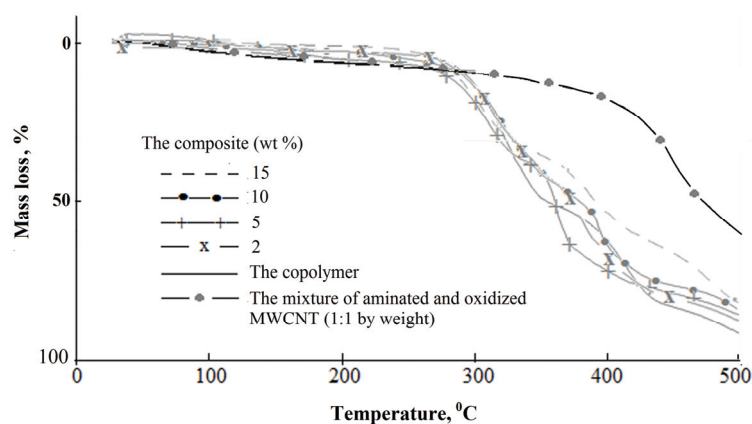 0
50
100
Mass loss, %
The composite (wt %)
15
10
5
2
The copolymer
The mixture of aminated and oxidized
MWCNT (1:1 by weight)
0 100 200 300 400 500
Temperature, ⁰C